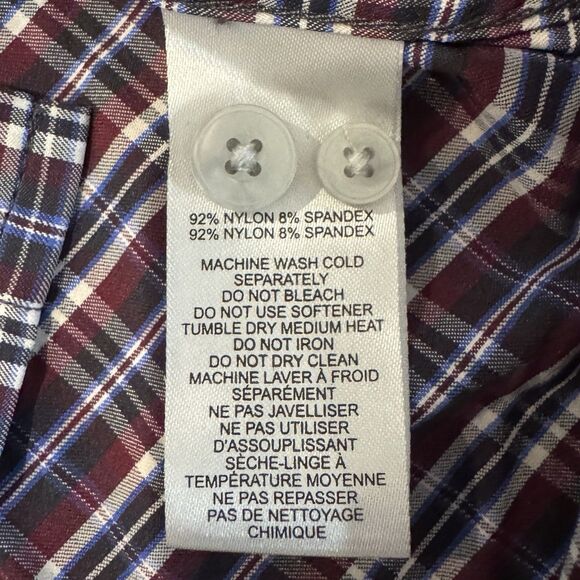 92% NYLON 8% SPANDEX
92% NYLON 8% SPANDEX
MACHINE WASH COLD
SEPARATELY
DO NOT BLEACH
DO NOT USE SOFTENER
TUMBLE DRY MEDIUM HEAT
DO NOT IRON
DO NOT DRY CLEAN
MACHINE LAVER À FROID
SÉPARÉMENT
NE PAS JAVELLISER
NE PAS UTILISER
D'ASSOUPLISSANT
SÈCHE-LINGE À
TEMPÉRATURE MOYENNE
NE PAS REPASSER
PAS DE NETTOYAGE
CHIMIQUE